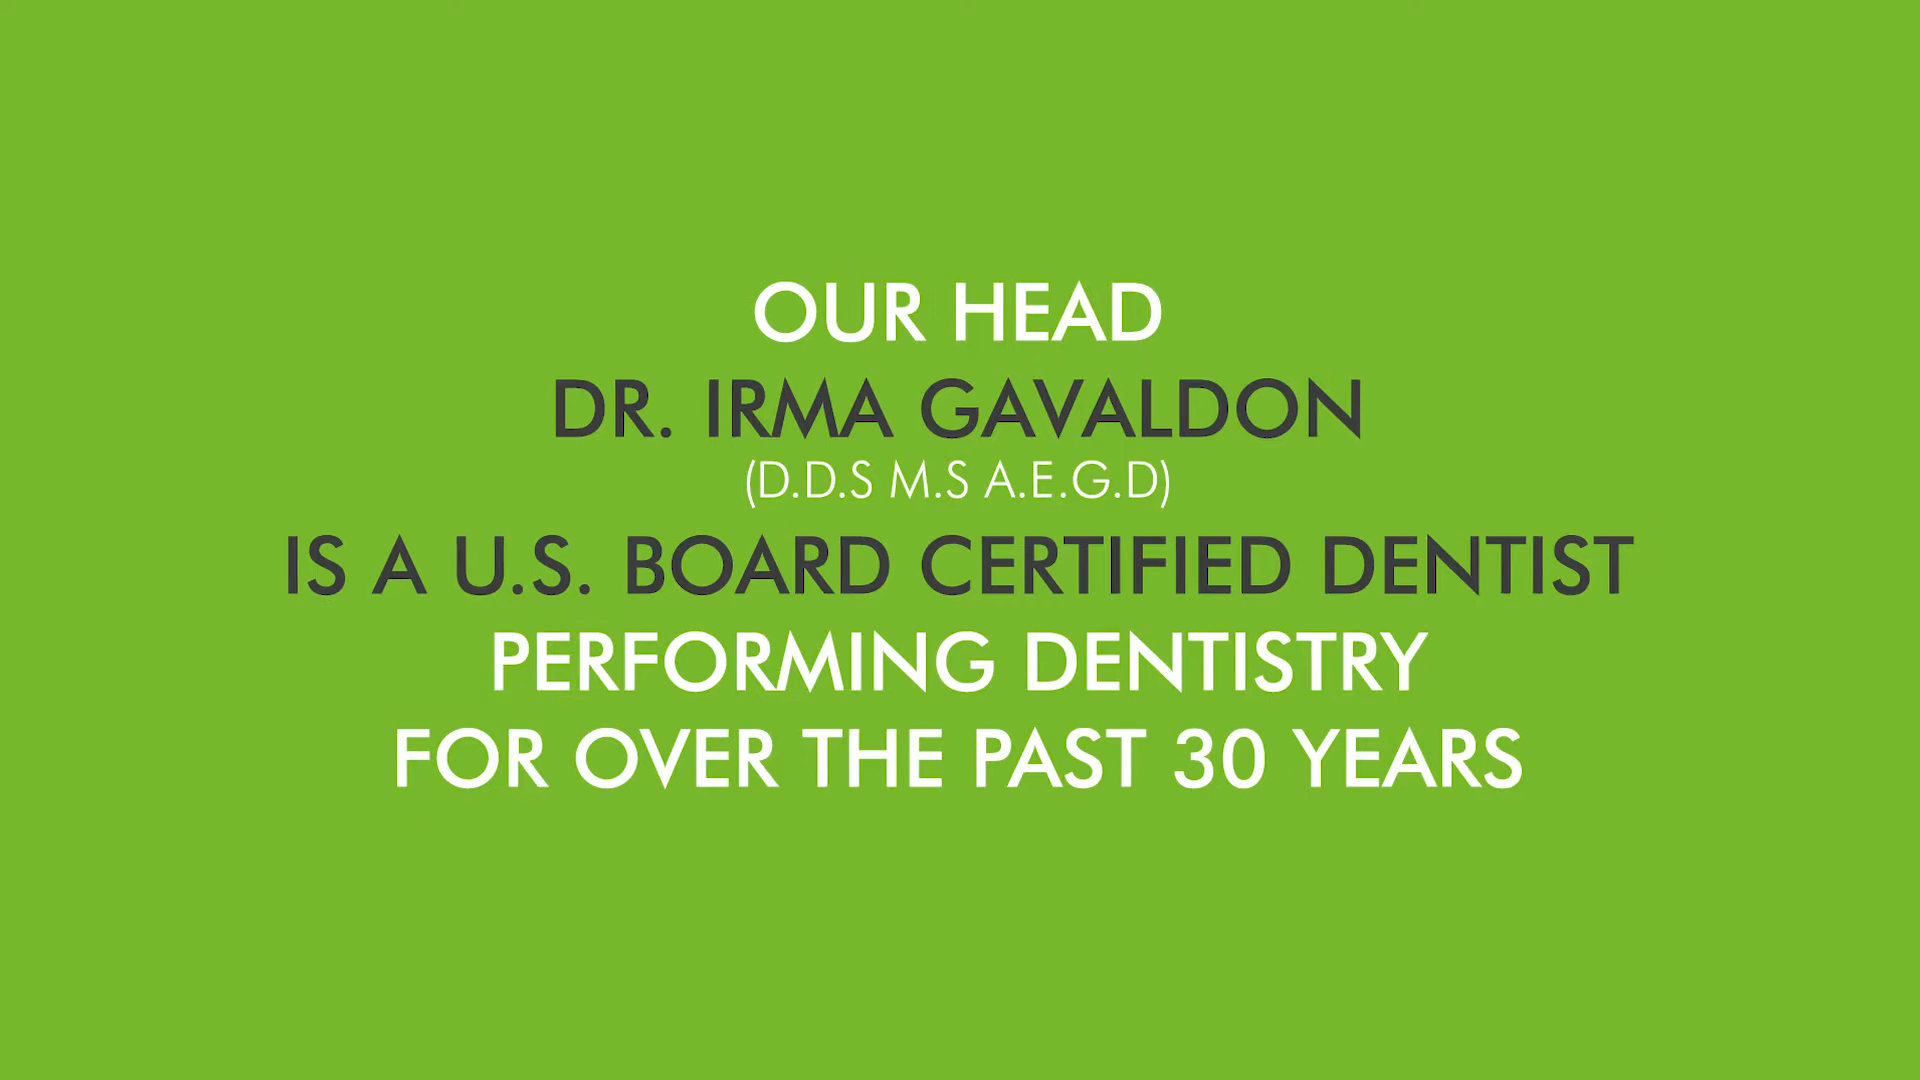 OUR HEAD
DR. IRMA GAVALDON
(D.D.S M.S A.E.G.D)
IS A U.S. BOARD CERTIFIED DENTIST
PERFORMING DENTISTRY
FOR OVER THE PAST 30 YEARS